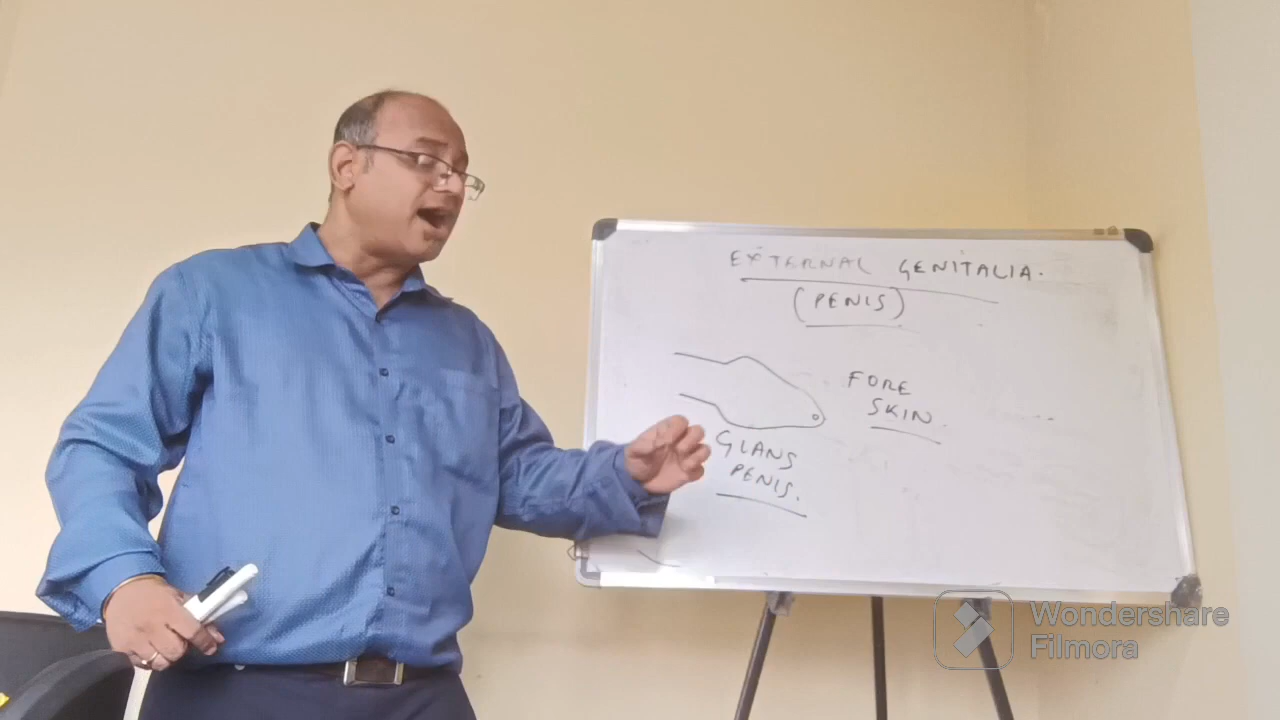 EXTERNAL GENITALIA.
(PENIS)
FORE
SKIN.
GLANS
PENIS.
Wondershare
Filmora